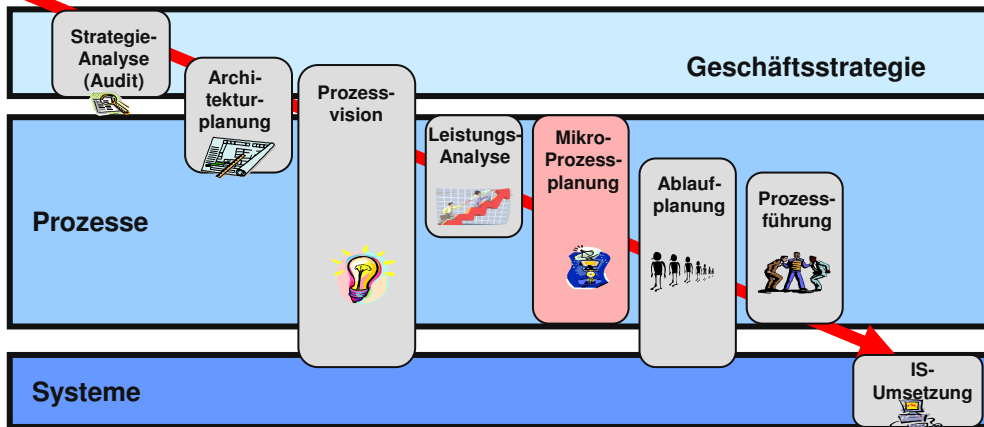 Strategie-
Analyse
(Audit)
Archi-
tektur-
planung
Prozess-
vision
Geschäftsstrategie
Leistungs-
Analyse
Mikro-
Prozess-
planung
Ablauf-
planung
Prozess-
führung
Prozesse
Systeme
IS-
Umsetzung